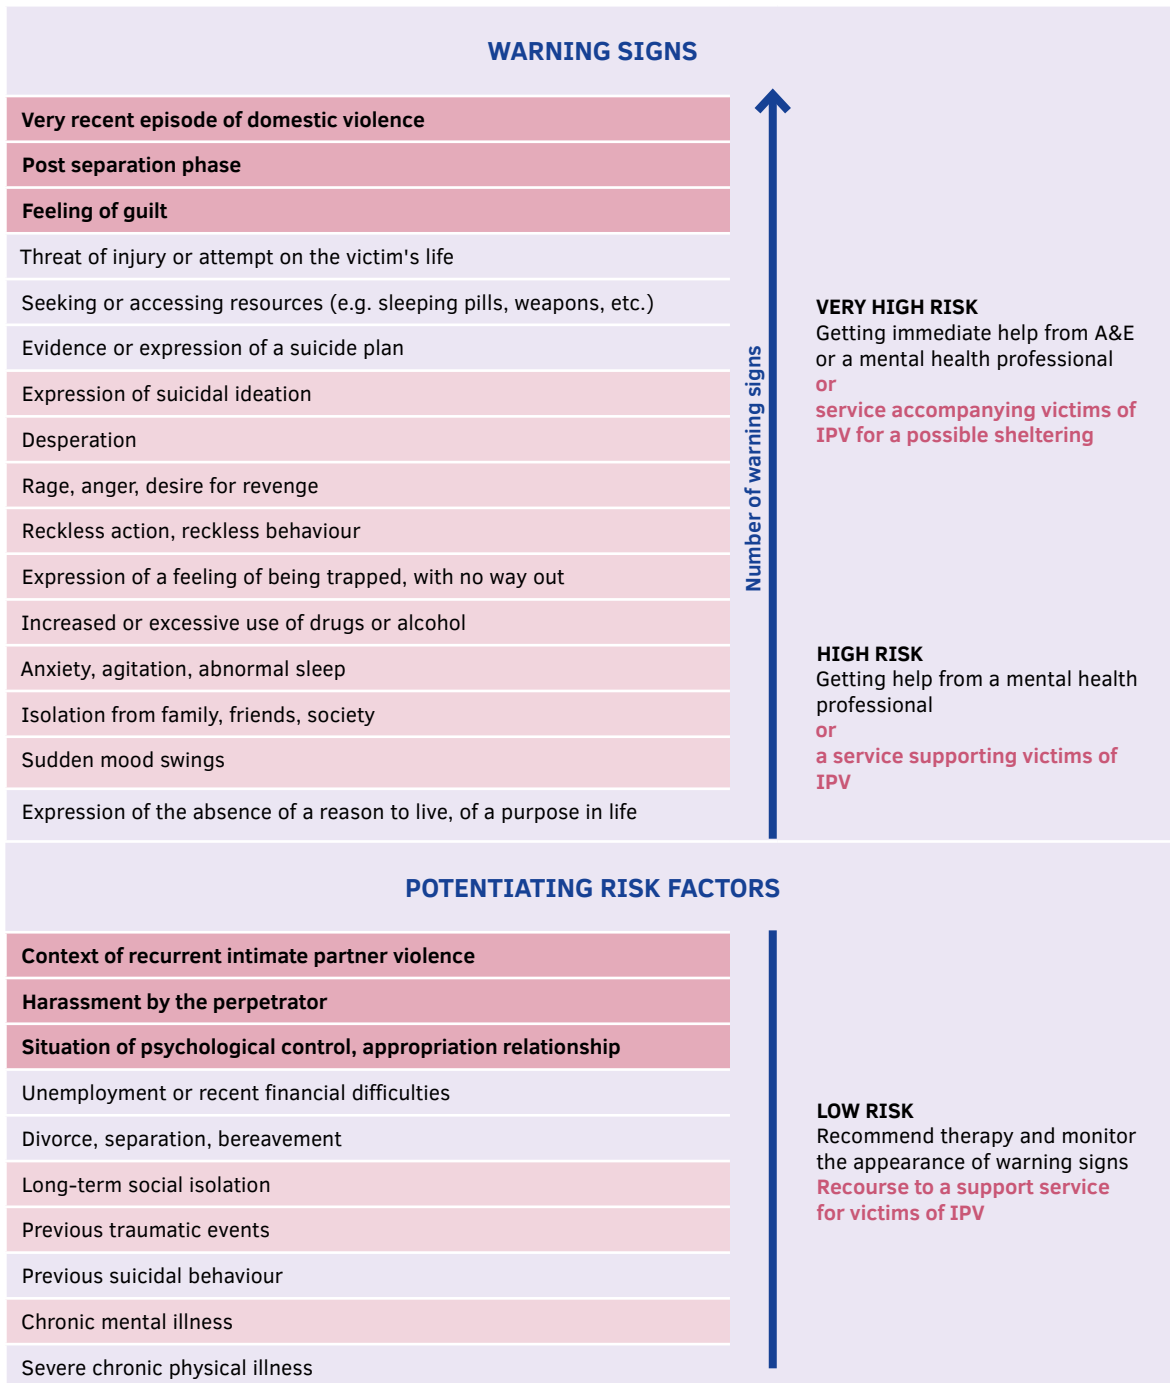 WARNING SIGNS
Very recent episode of domestic violence
Post separation phase
Feeling of guilt
Threat of injury or attempt on the victim's life
Seeking or accessing resources (e.g. sleeping pills, weapons, etc.)
Evidence or expression of a suicide plan
Expression of suicidal ideation
Desperation
Rage, anger, desire for revenge
Reckless action, reckless behaviour
Expression of a feeling of being trapped, with no way out
Increased or excessive use of drugs or alcohol
Anxiety, agitation, abnormal sleep
Isolation from family, friends, society
Sudden mood swings
Expression of the absence of a reason to live, of a purpose in life
Number of warning signs
VERY HIGH RISK
Getting immediate help from A&E
or a mental health professional
or
service accompanying victims of
IPV for a possible sheltering
HIGH RISK
Getting help from a mental health
professional
or
a service supporting victims of
IPV
POTENTIATING RISK FACTORS
Context of recurrent intimate partner violence
Harassment by the perpetrator
Situation of psychological control, appropriation relationship
Unemployment or recent financial difficulties
Divorce, separation, bereavement
Long-term social isolation
Previous traumatic events
Previous suicidal behaviour
Chronic mental illness
Severe chronic physical illness
LOW RISK
Recommend therapy and monitor
the appearance of warning signs
Recourse to a support service
for victims of IPV